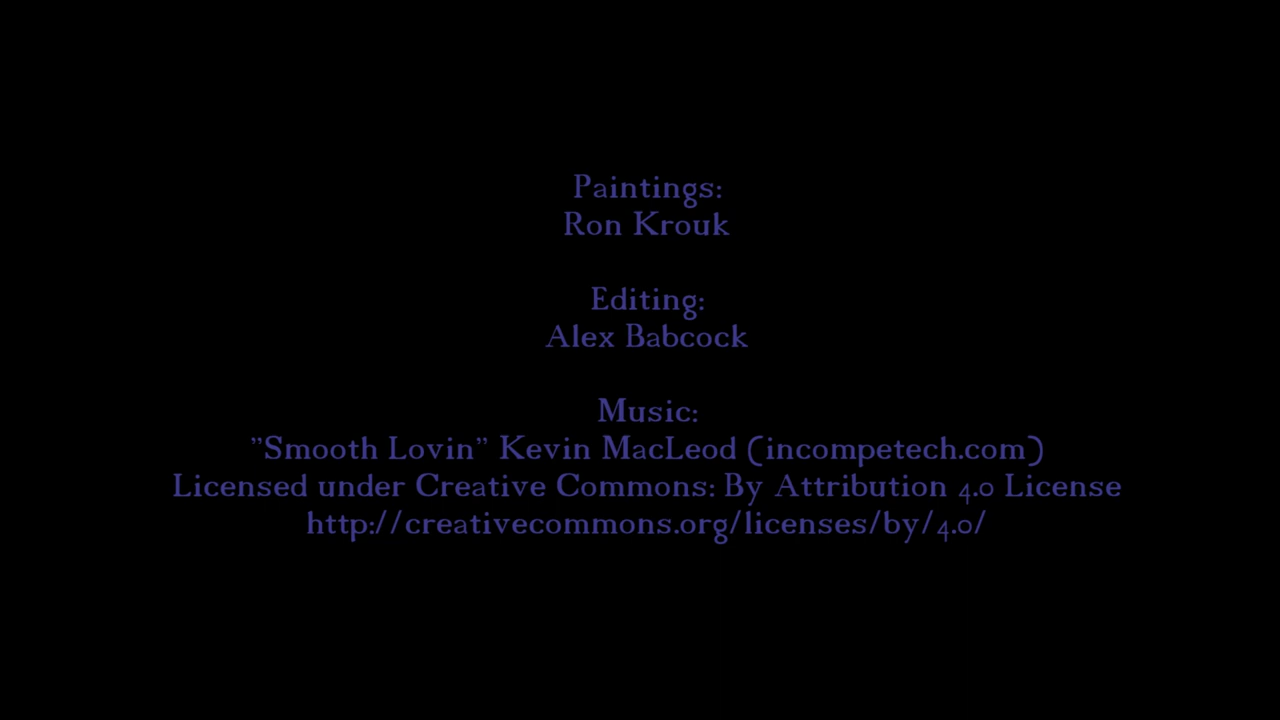 Paintings:
Ron Krouk
Editing:
Alex Babcock
Music:
"Smooth Lovin" Kevin MacLeod (incompetech.com)
Licensed under Creative Commons: By Attribution 4.0 License
http://creativecommons.org/licenses/by/4.0/